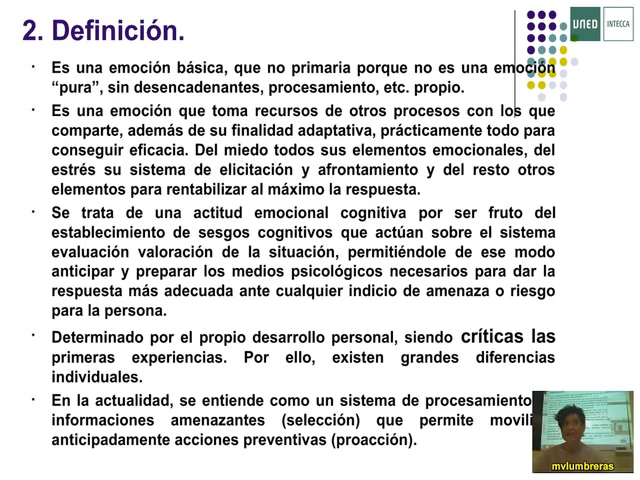 2. Definición.
UNED
INTECCA
Es una emoción básica, que no primaria porque no es una emoción
“pura”, sin desencadenantes, procesamiento, etc. propio.
Es una emoción que toma recursos de otros procesos con los que
comparte, además de su finalidad adaptativa, prácticamente todo para
conseguir eficacia. Del miedo todos sus elementos emocionales, del
estrés su sistema de elicitación y afrontamiento y del resto otros
elementos para rentabilizar al máximo la respuesta.
Se trata de una actitud emocional cognitiva por ser fruto del
establecimiento de sesgos cognitivos que actúan sobre el sistema
evaluación valoración de la situación, permitiéndole de ese modo
anticipar y preparar los medios psicológicos necesarios para dar la
respuesta más adecuada ante cualquier indicio de amenaza o riesgo
para la persona.
Determinado por el propio desarrollo personal, siendo críticas las
primeras experiencias. Por ello, existen grandes diferencias
individuales.
En la actualidad, se entiende como un sistema de procesamiento
informaciones amenazantes (selección) que permite movili
anticipadamente acciones preventivas (proacción).
mvlumbreras